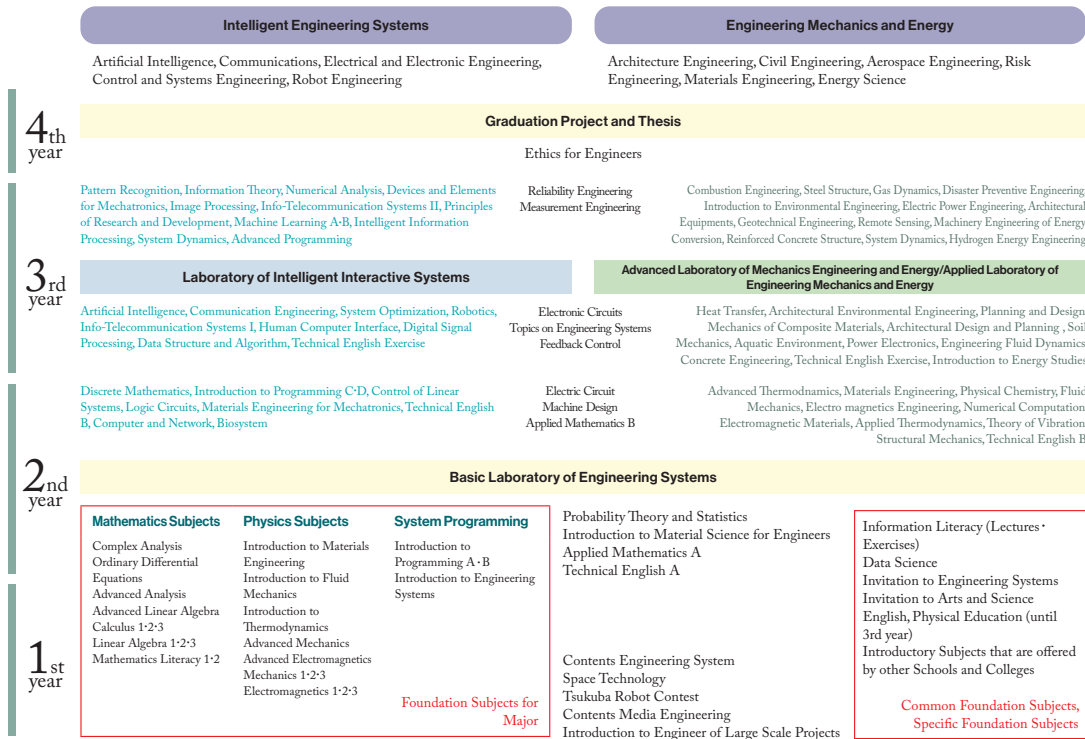 Intelligent Engineering Systems
Engineering Mechanics and Energy
Artificial Intelligence, Communications, Electrical and Electronic Engineering,
Control and Systems Engineering, Robot Engineering
Architecture Engineering, Civil Engineering, Aerospace Engineering, Risk
Engineering, Materials Engineering, Energy Science
4th
year
Graduation Project and Thesis
Ethics for Engineers
Pattern Recognition, Information Theory, Numerical Analysis, Devices and Elements
for Mechatronics, Image Processing, Info-Telecommunication Systems II, Principles
of Research and Development, Machine Learning A·B, Intelligent Information
Processing, System Dynamics, Advanced Programming
Reliability Engineering
Measurement Engineering
Combustion Engineering, Steel Structure, Gas Dynamics, Disaster Preventive Engineering
Introduction to Environmental Engineering, Electric Power Engineering, Architectural
Equipments, Geotechnical Engineering, Remote Sensing, Machinery Engineering of Energy
Conversion, Reinforced Concrete Structure, System Dynamics, Hydrogen Energy Engineering
3rd
year
Laboratory of Intelligent Interactive Systems
Advanced Laboratory of Mechanics Engineering and Energy/Applied Laboratory of
Engineering Mechanics and Energy
Artificial Intelligence, Communication Engineering, System Optimization, Robotics,
Info-Telecommunication Systems I, Human Computer Interface, Digital Signal
Processing, Data Structure and Algorithm, Technical English Exercise
Electronic Circuits
Topics on Engineering Systems
Feedback Control
Heat Transfer, Architectural Environmental Engineering, Planning and Design
Mechanics of Composite Materials, Architectural Design and Planning , Soil
Mechanics, Aquatic Environment, Power Electronics, Engineering Fluid Dynamics
Concrete Engineering, Technical English Exercise, Introduction to Energy Studies
Discrete Mathematics, Introduction to Programming C·D, Control of Linear
Systems, Logic Circuits, Materials Engineering for Mechatronics, Technical English
B, Computer and Network, Biosystem
Electric Circuit
Machine Design
Applied Mathematics B
Advanced Thermodnamics, Materials Engineering, Physical Chemistry, Fluid
Mechanics, Electro magnetics Engineering, Numerical Computation
Electromagnetic Materials, Applied Thermodynamics, Theory of Vibration
Structural Mechanics, Technical English B
2nd
year
Basic Laboratory of Engineering Systems
Mathematics Subjects
Complex Analysis
Ordinary Differential
Equations
Advanced Analysis
Advanced Linear Algebra
Calculus 1·2·3
Linear Algebra 1·2·3
Mathematics Literacy 1·2
Physics Subjects
Introduction to Materials
Engineering
Introduction to Fluid
Mechanics
Introduction to
Thermodynamics
Advanced Mechanics
Advanced Electromagnetics
Mechanics 1·2·3
Electromagnetics 1·2·3
System Programming
Introduction to
Programming A·B
Introduction to Engineering
Systems
Foundation Subjects for
Major
Probability Theory and Statistics
Introduction to Material Science for Engineers
Applied Mathematics A
Technical English A
Contents Engineering System
Space Technology
Tsukuba Robot Contest
Contents Media Engineering
Introduction to Engineer of Large Scale Projects
Information Literacy (Lectures·
Exercises)
Data Science
Invitation to Engineering Systems
Invitation to Arts and Science
English, Physical Education (until
3rd year)
Introductory Subjects that are offered
by other Schools and Colleges
Common Foundation Subjects,
Specific Foundation Subjects
1st
year